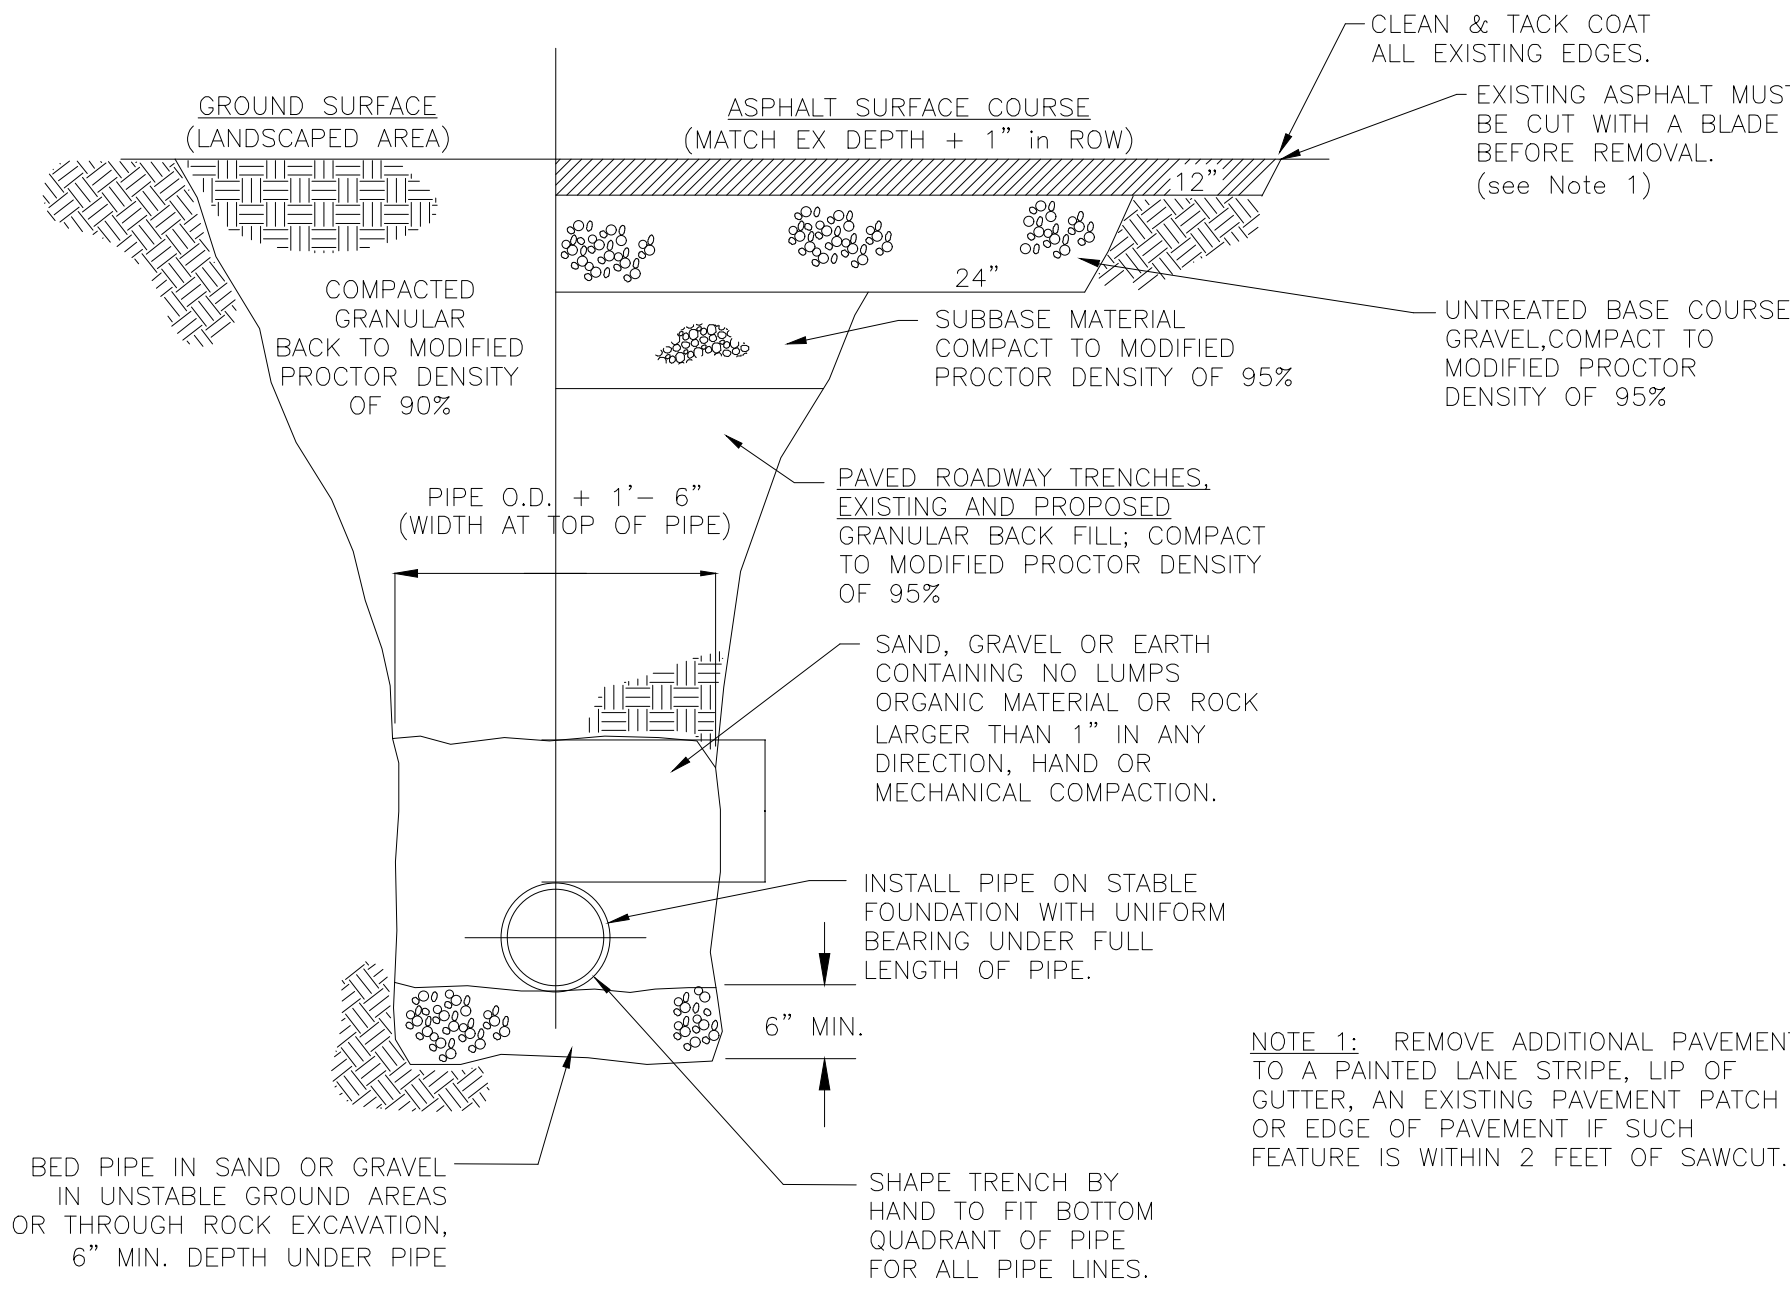 CLEAN & TACK COAT
ALL EXISTING EDGES.
GROUND SURFACE
(LANDSCAPED AREA)
ASPHALT SURFACE COURSE
(MATCH EX DEPTH + 1" in ROW)
EXISTING ASPHALT MUST
BE CUT WITH A BLADE
BEFORE REMOVAL.
(see Note 1)
12"
24"
COMPACTED
GRANULAR
BACK TO MODIFIED
PROCTOR DENSITY
OF 90%
SUBBASE MATERIAL
COMPACT TO MODIFIED
PROCTOR DENSITY OF 95%
UNTREATED BASE COURSE
GRAVEL,COMPACT TO
MODIFIED PROCTOR
DENSITY OF 95%
PIPE O.D. + 1'- 6"
(WIDTH AT TOP OF PIPE)
PAVED ROADWAY TRENCHES,
EXISTING AND PROPOSED
GRANULAR BACK FILL; COMPACT
TO MODIFIED PROCTOR DENSITY
OF 95%
SAND, GRAVEL OR EARTH
CONTAINING NO LUMPS
ORGANIC MATERIAL OR ROCK
LARGER THAN 1" IN ANY
DIRECTION, HAND OR
MECHANICAL COMPACTION.
INSTALL PIPE ON STABLE
FOUNDATION WITH UNIFORM
BEARING UNDER FULL
LENGTH OF PIPE.
6" MIN.
NOTE 1: REMOVE ADDITIONAL PAVEMENT
TO A PAINTED LANE STRIPE, LIP OF
GUTTER, AN EXISTING PAVEMENT PATCH
OR EDGE OF PAVEMENT IF SUCH
FEATURE IS WITHIN 2 FEET OF SAWCUT.
BED PIPE IN SAND OR GRAVEL
IN UNSTABLE GROUND AREAS
OR THROUGH ROCK EXCAVATION,
6" MIN. DEPTH UNDER PIPE
SHAPE TRENCH BY
HAND TO FIT BOTTOM
QUADRANT OF PIPE
FOR ALL PIPE LINES.